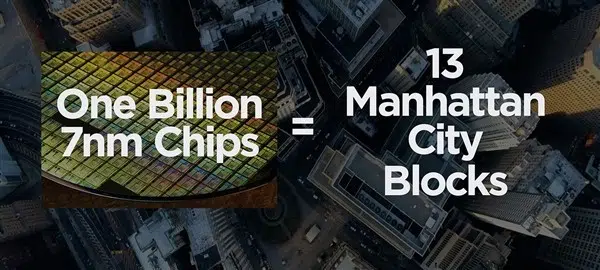 One Billion
7nm Chips
=
13
Manhattan
City
Blocks